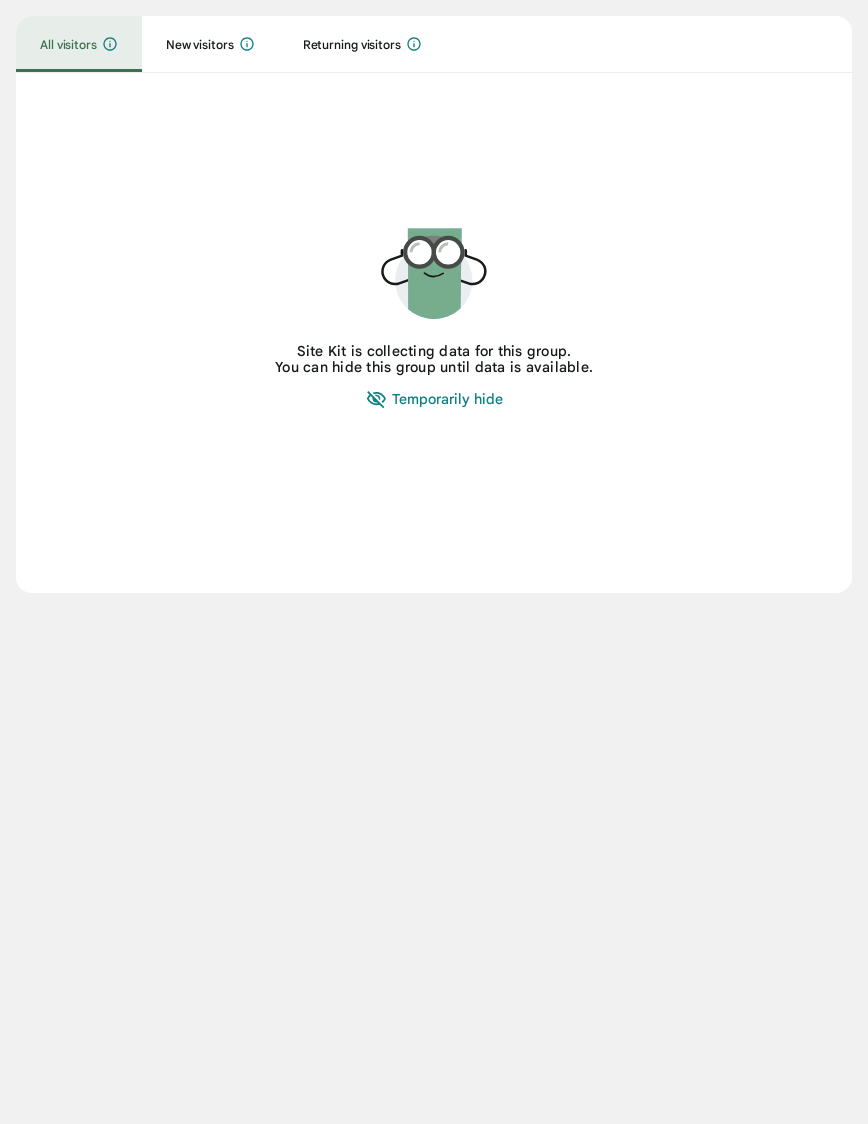 All visitors
New visitors
Returning visitors
Site Kit is collecting data for this group.
You can hide this group until data is available.
Temporarily hide